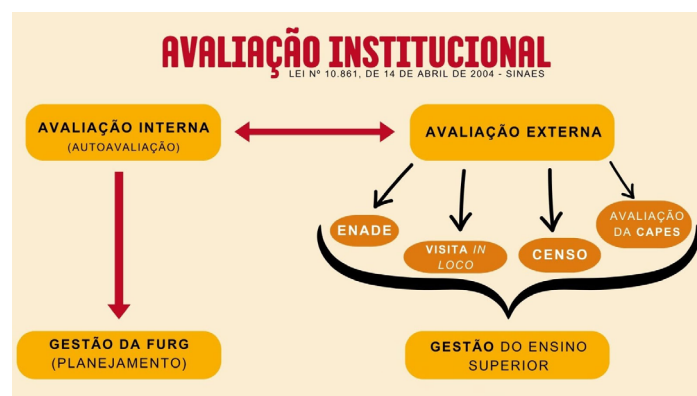 AVALIAÇÃO INSTITUCIONAL
LEI Nº 10.861, DE 14 DE ABRIL DE 2004 - SINAES
AVALIAÇÃO INTERNA
(AUTOAVALIAÇÃO)
AVALIAÇÃO EXTERNA
ENADE
VISITA IN
LOCO
CENSO
AVALIAÇÃO
DA CAPES
GESTÃO DA FURG
(PLANEJAMENTO)
GESTÃO DO ENSINO
SUPERIOR